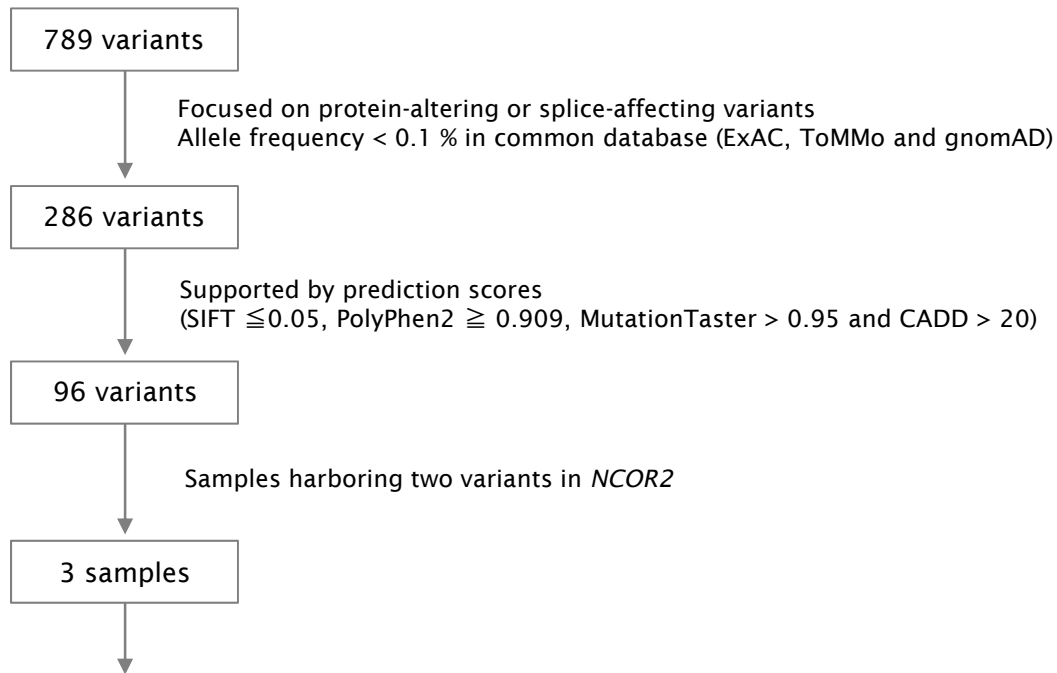 789 variants
Focused on protein-altering or splice-affecting variants
Allele frequency < 0.1 % in common database (ExAC, ToMMo and gnomAD)
286 variants
Supported by prediction scores
(SIFT ≦0.05, PolyPhen2 ≧ 0.909, MutationTaster > 0.95 and CADD > 20)
96 variants
Samples harboring two variants in NCOR2
3 samples